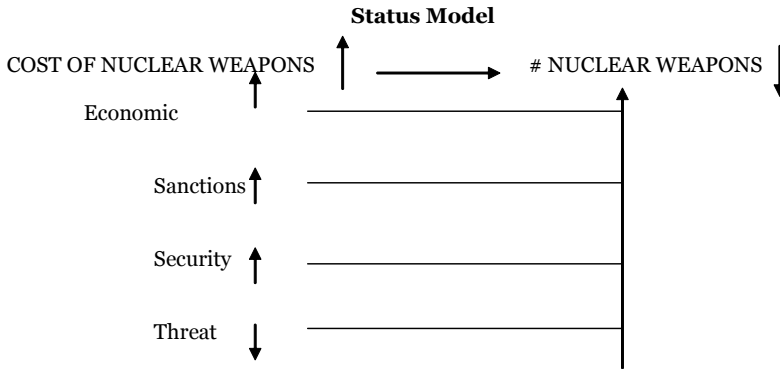 Status Model
COST OF NUCLEAR WEAPONS # NUCLEAR WEAPONS
Economic
Sanctions
Security
Threat